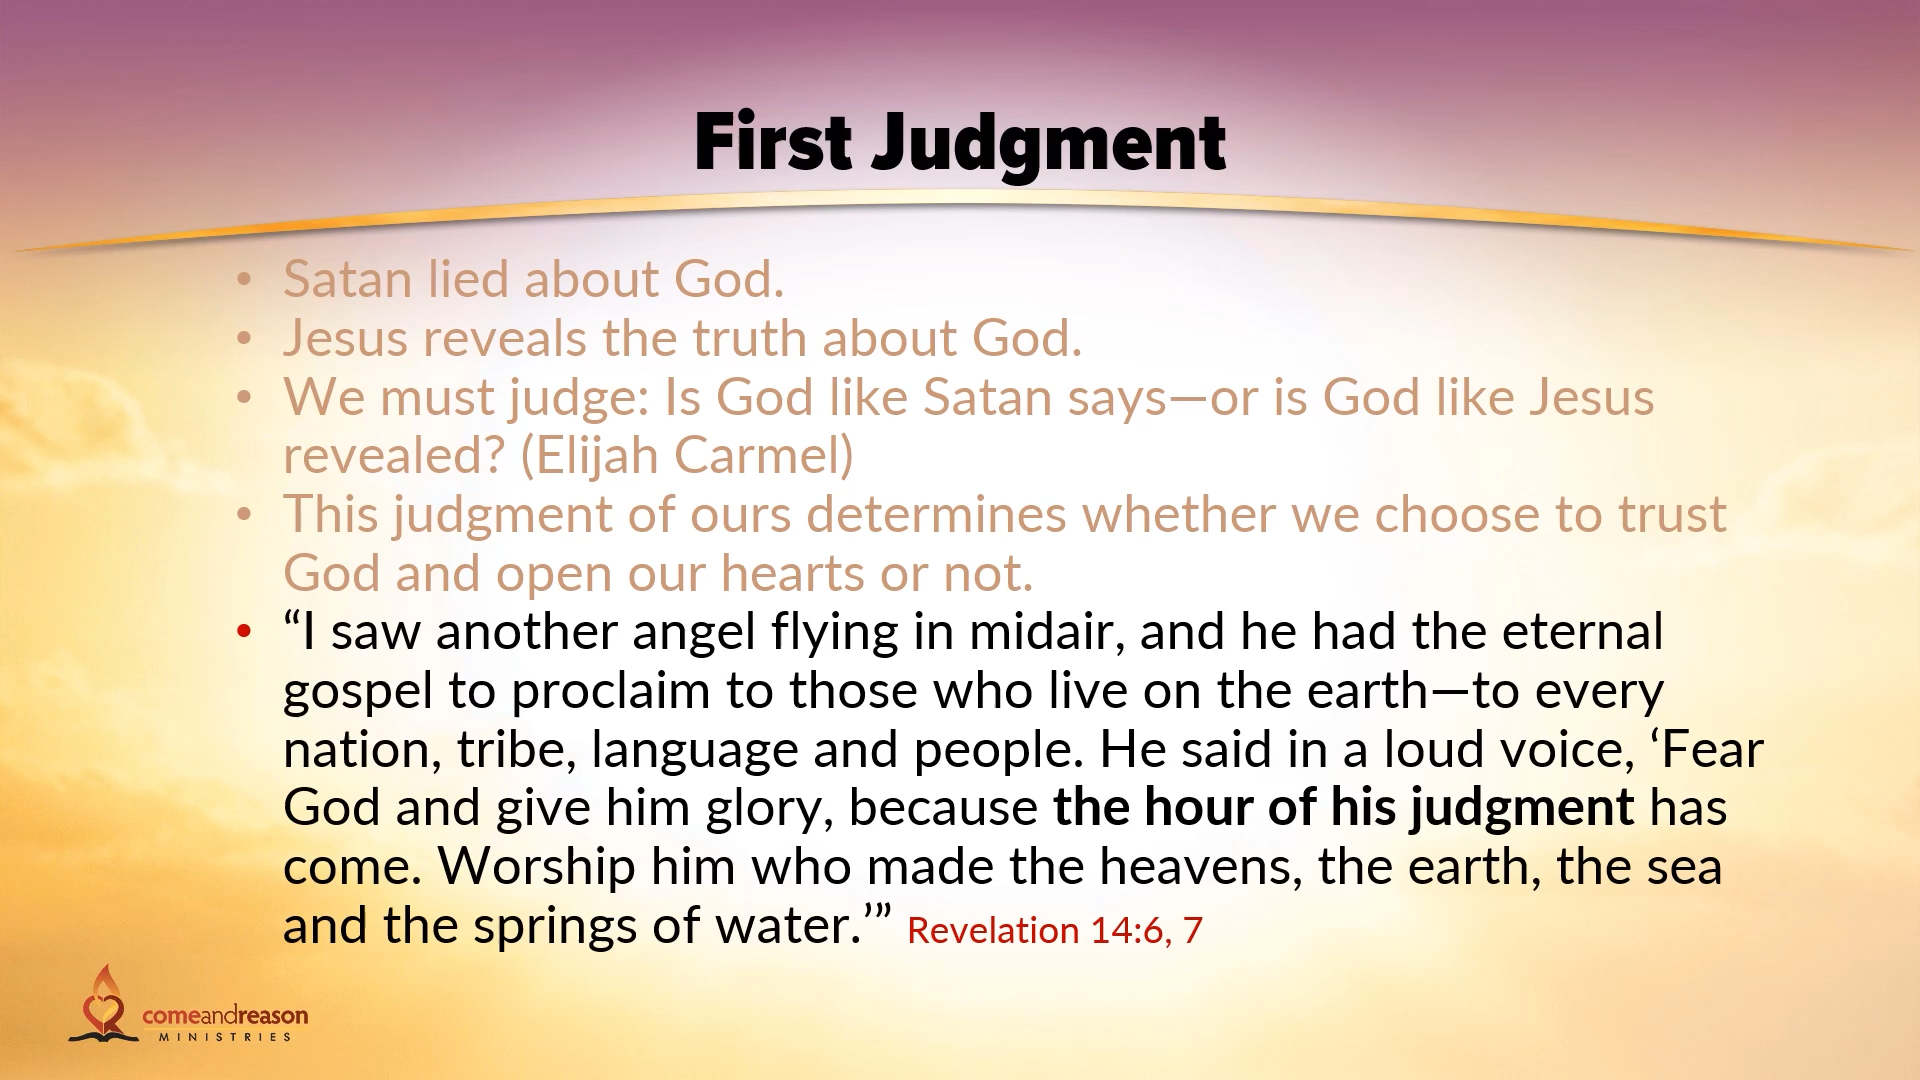 First Judgment
• Satan lied about God.
• Jesus reveals the truth about God.
• We must judge: Is God like Satan says—or is God like Jesus
revealed? (Elijah Carmel)
• This judgment of ours determines whether we choose to trust
God and open our hearts or not.
• “I saw another angel flying in midair, and he had the eternal
gospel to proclaim to those who live on the earth—to every
nation, tribe, language and people. He said in a loud voice, ‘Fear
God and give him glory, because the hour of his judgment has
come. Worship him who made the heavens, the earth, the sea
and the springs of water.’” Revelation 14:6, 7
comeandreason
MINISTRIES